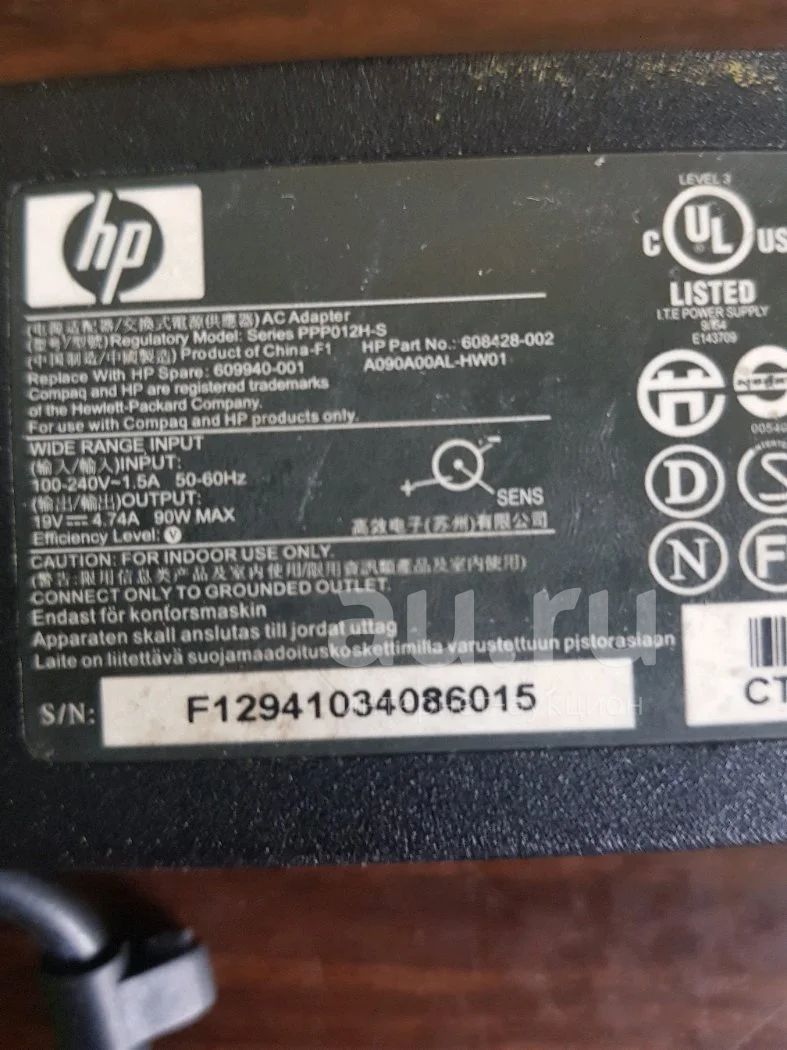 hp
(电源适配器/交換式電源供應器) AC Adapter
(型号/型號)Regulatory Model: Series PPP012H-S
(中国制造/中國製造) Product of China-F1
HP Part No.: 608428-002
Replace With HP Spare: 609940-001
A090A00AL-HW01
Compaq and HP are registered trademarks
of the Hewlett-Packard Company.
For use with Compaq and HP products only.
WIDE RANGE INPUT
(输入/輸入)INPUT:
100-240V~1.5A 50-60Hz
(输出/輸出)OUTPUT:
19V⎓4.74A 90W MAX
Efficiency Level: V
- 
+
SENS
高效电子(苏州)有限公司
CAUTION: FOR INDOOR USE ONLY.
(警告:限用信息类产品及室内使用/限用資訊類產品及室內使用)
CONNECT ONLY TO GROUNDED OUTLET.
Endast för kontorsmaskin
Apparaten skall anslutas till jordat uttag
Laite on liitettävä suojamaadoituskoskettimilla varustettuun pistorasiaan
S/N: F12941034086015
LEVEL 3
C UL US
LISTED
I.T.E POWER SUPPLY
E143709
D
N
F
CT
au.ru